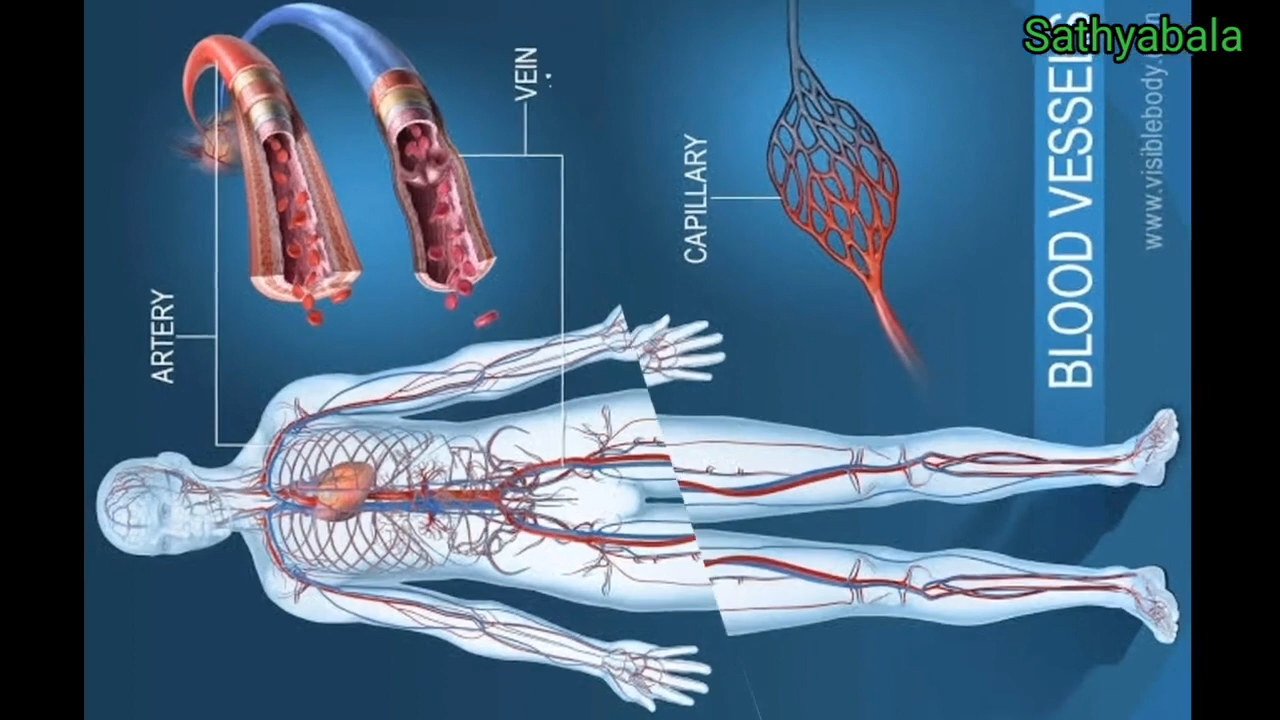 Sathyabala
BLOOD VESSELS
www.visiblebody.com
VEIN
ARTERY
CAPILLARY